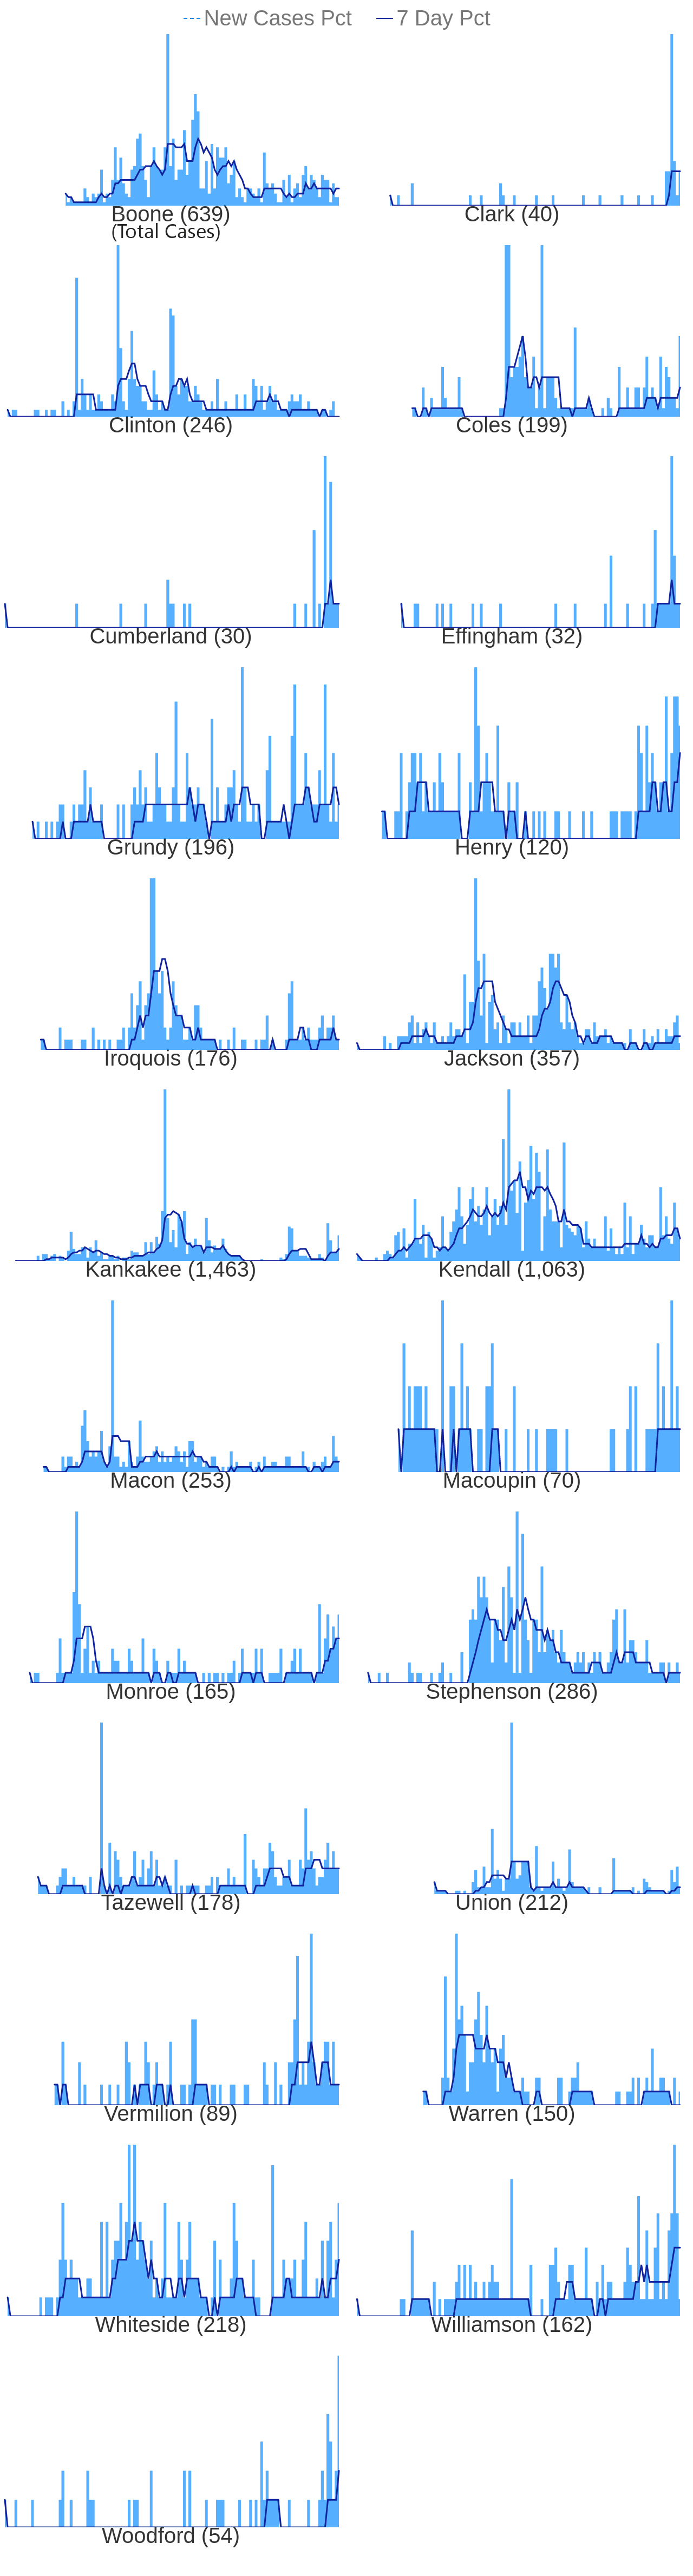 New Cases Pct 7 Day Pct
Boone (639) Clark (40)
(Total Cases)
Clinton (246) Coles (199)
Cumberland (30) Effingham (32)
Grundy (196) Henry (120)
Iroquois (176) Jackson (357)
Kankakee (1,463) Kendall (1,063)
Macon (253) Macoupin (70)
Monroe (165) Stephenson (286)
Tazewell (178) Union (212)
Vermilion (89) Warren (150)
Whiteside (218) Williamson (162)
Woodford (54)